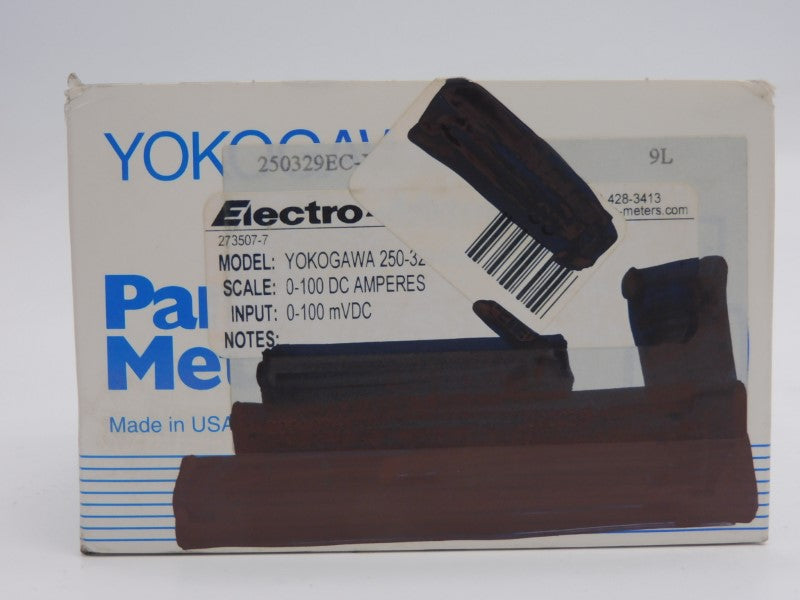 YOKOGAWA
250329EC-
9L
Electro-
428-3413
-meters.com
273507-7
MODEL: YOKOGAWA 250-32
SCALE: 0-100 DC AMPERES
INPUT: 0-100 mVDC
NOTES:
Pa
Me
Made in USA